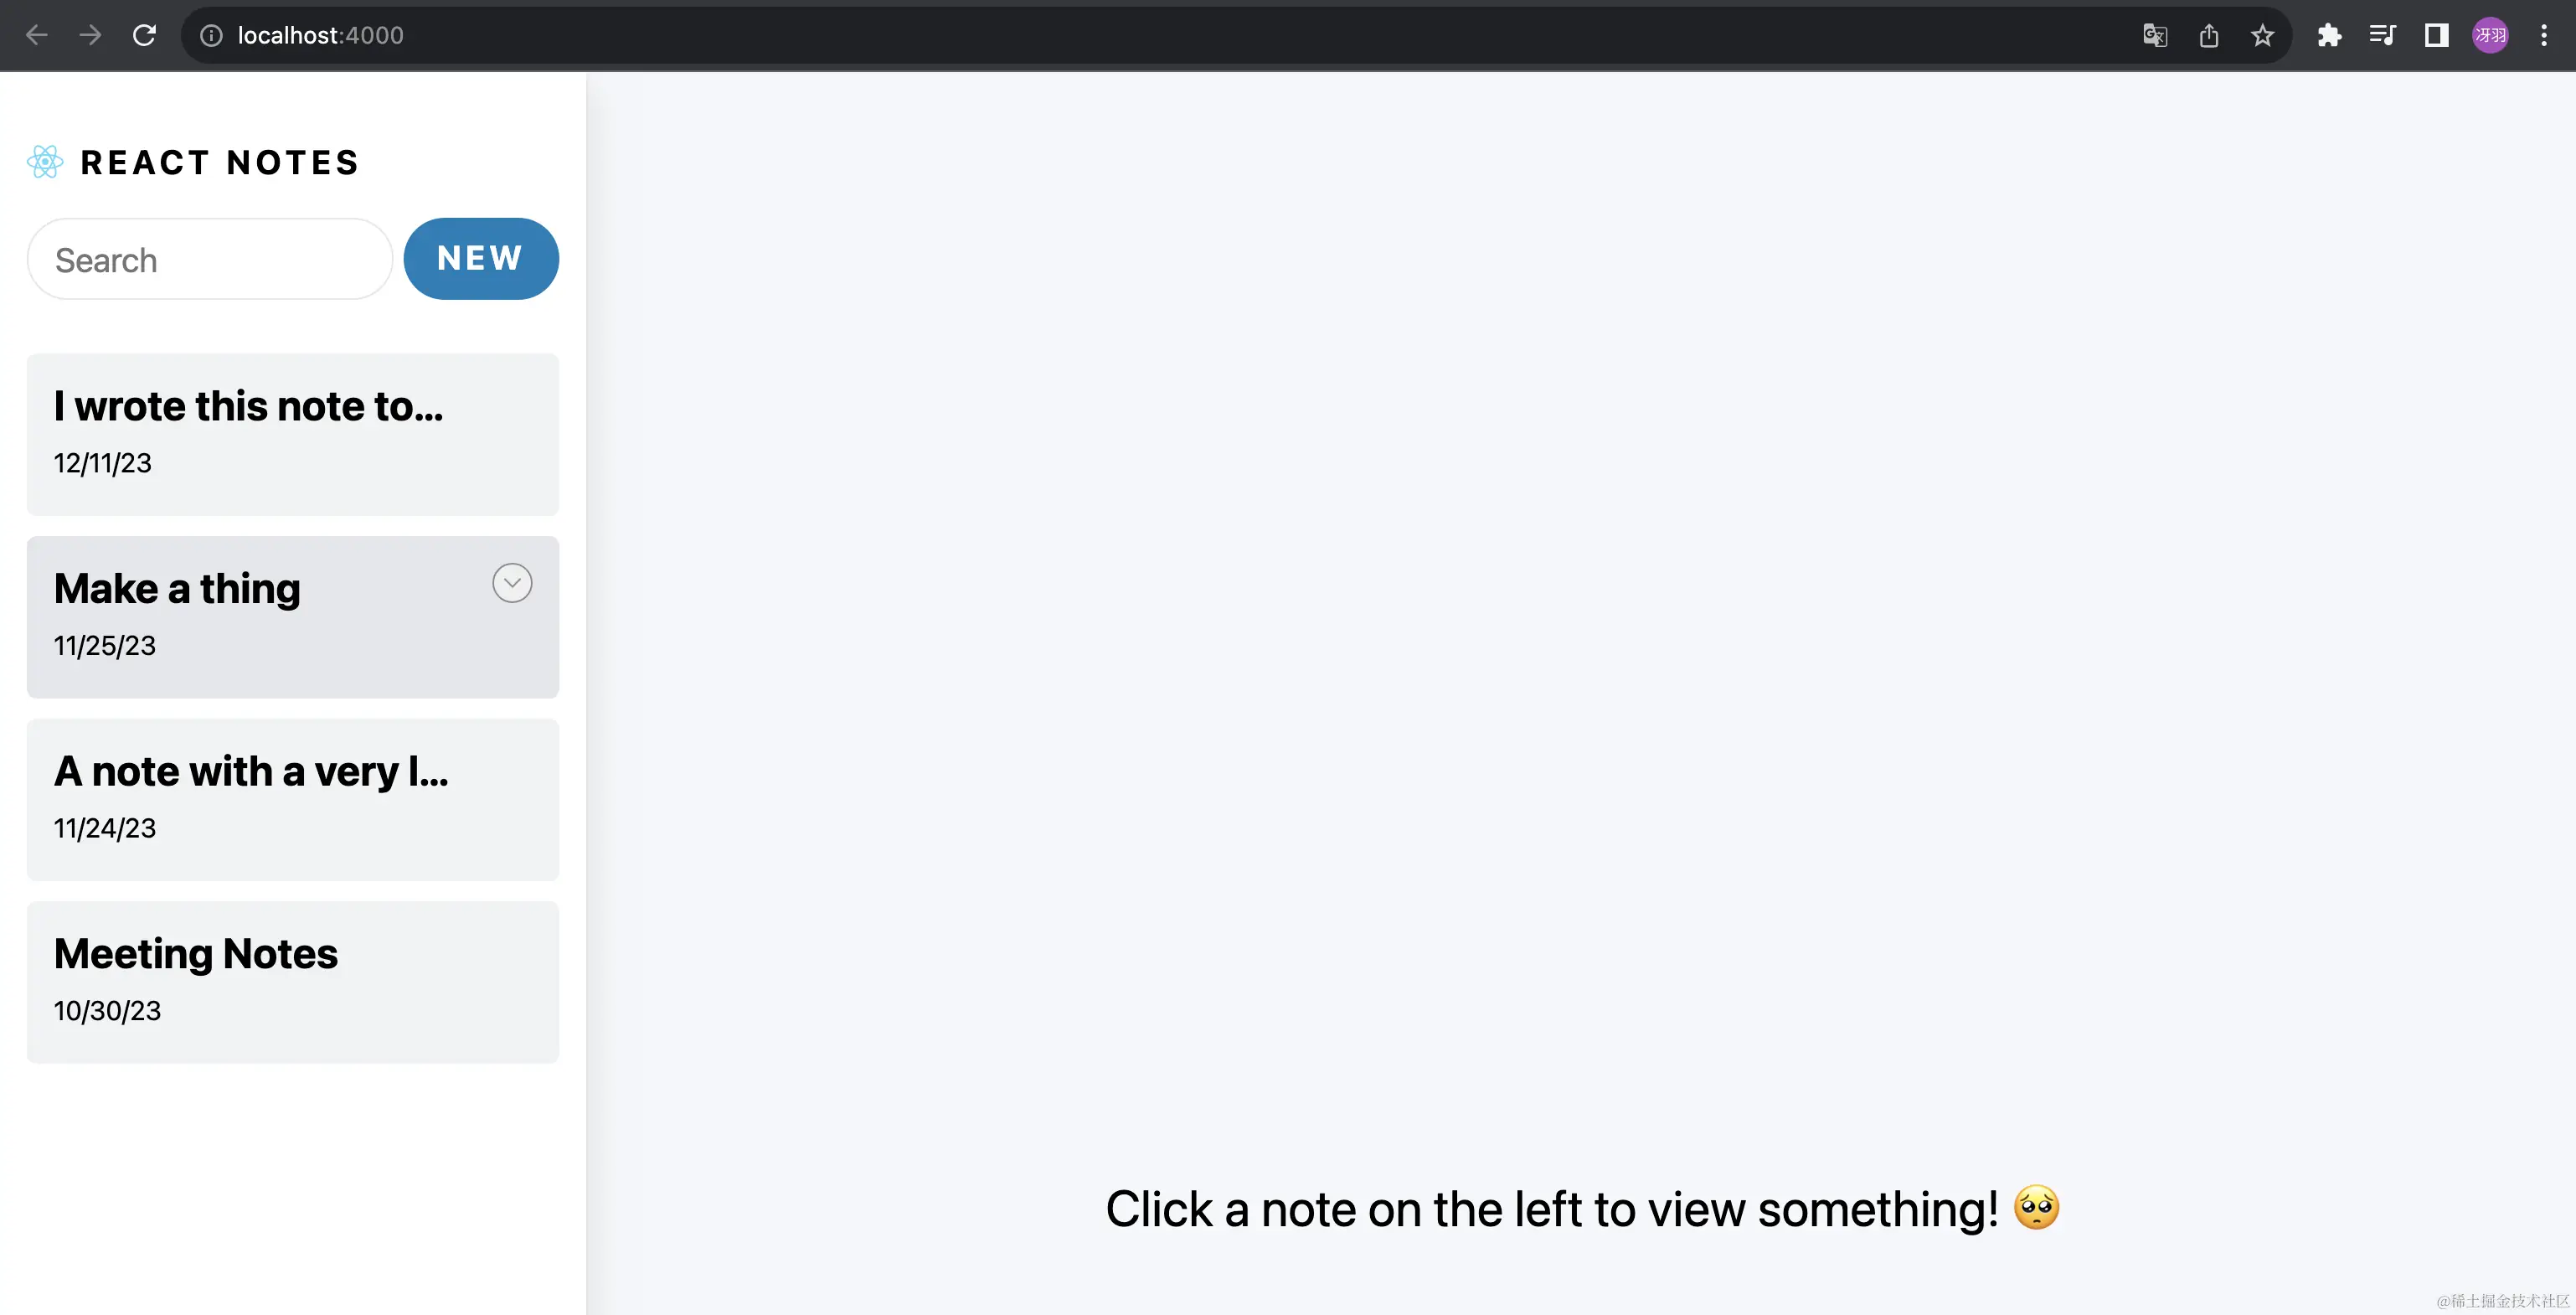 localhost:4000
冴羽
REACT NOTES
Search
NEW
I wrote this note to...
12/11/23
Make a thing
11/25/23
A note with a very l...
11/24/23
Meeting Notes
10/30/23
Click a note on the left to view something! 🥺
@稀土掘金技术社区